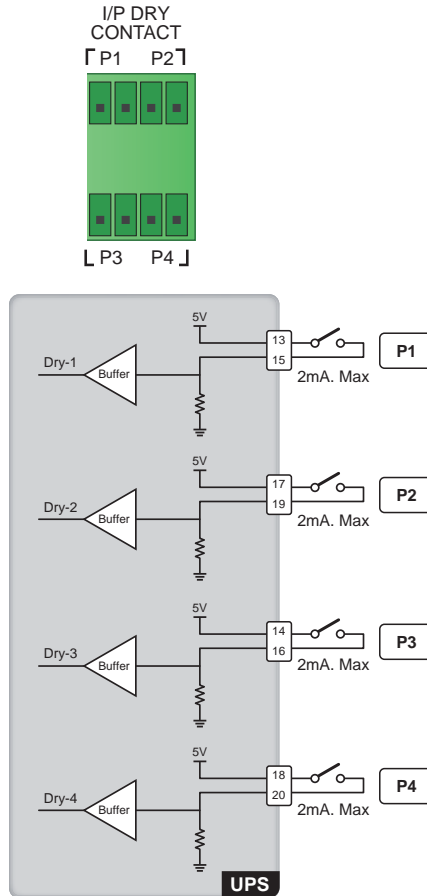 I/P DRY
CONTACT
P1 P2
P3 P4
5V
13
Dry-1
Buffer
15
2mA. Max
P1
5V
17
Dry-2
Buffer
19
2mA. Max
P2
5V
14
Dry-3
Buffer
16
2mA. Max
P3
5V
18
Dry-4
Buffer
20
2mA. Max
P4
UPS